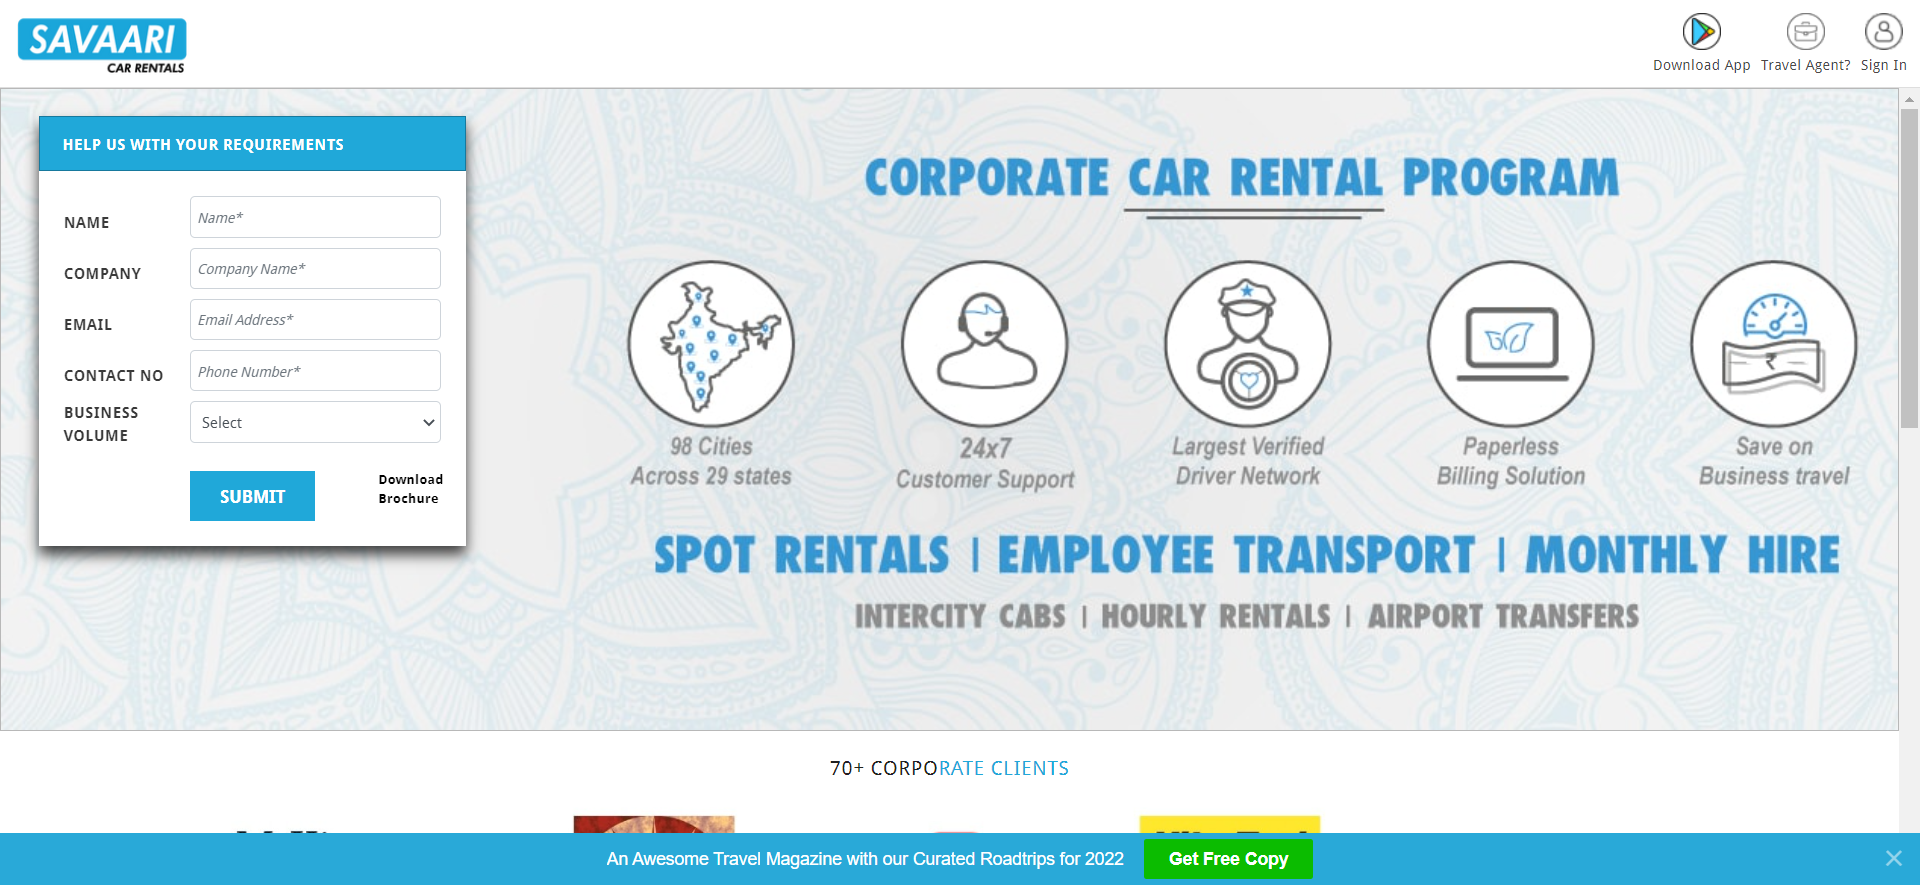 SAVAARI
CAR RENTALS
Download App
Travel Agent?
Sign In
HELP US WITH YOUR REQUIREMENTS
NAME
Name*
COMPANY
Company Name*
EMAIL
Email Address*
CONTACT NO
Phone Number*
BUSINESS
VOLUME
Select
SUBMIT
Download
Brochure
CORPORATE CAR RENTAL PROGRAM
98 Cities
Across 29 states
24x7
Customer Support
Largest Verified
Driver Network
Paperless
Billing Solution
₹
Save on
Business travel
SPOT RENTALS | EMPLOYEE TRANSPORT | MONTHLY HIRE
INTERCITY CABS | HOURLY RENTALS | AIRPORT TRANSFERS
70+ CORPORATE CLIENTS
An Awesome Travel Magazine with our Curated Roadtrips for 2022
Get Free Copy